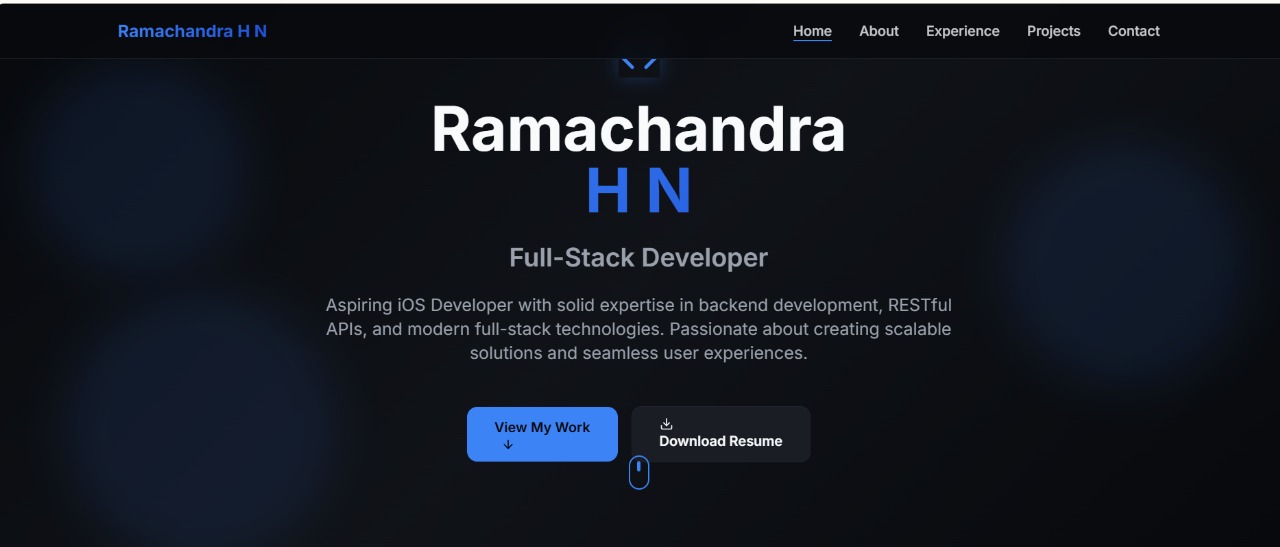 Ramachandra H N
Home
About
Experience
Projects
Contact
Ramachandra
H N
Full-Stack Developer
Aspiring iOS Developer with solid expertise in backend development, RESTful
APIs, and modern full-stack technologies. Passionate about creating scalable
solutions and seamless user experiences.
View My Work
Download Resume